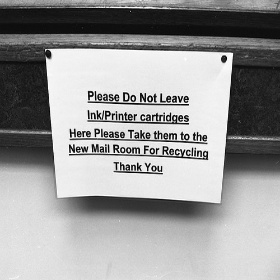 Please Do Not Leave
Ink/Printer cartridges
Here Please Take them to the
New Mail Room For Recycling
Thank You